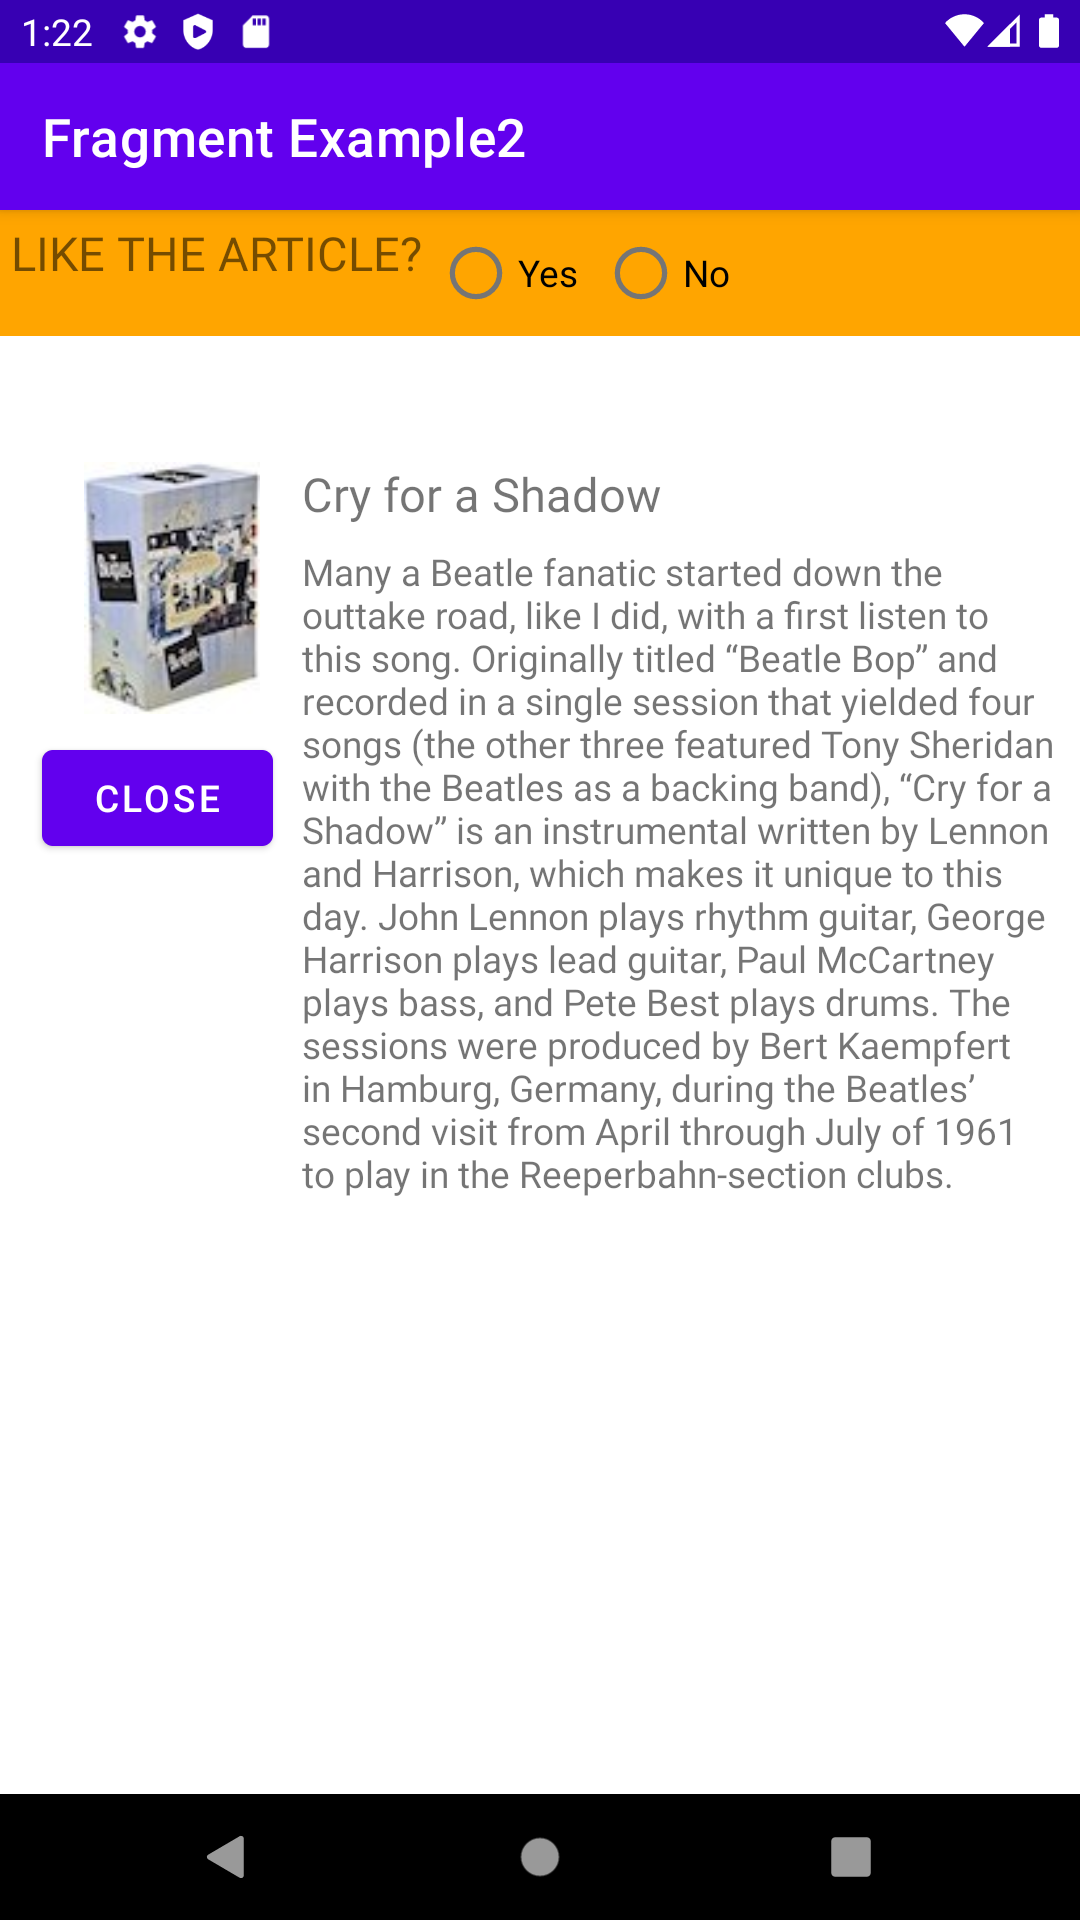 1:22
Fragment Example2
LIKE THE ARTICLE?
Yes
No
Cry for a Shadow
Many a Beatle fanatic started down the
outtake road, like I did, with a first listen to
this song. Originally titled “Beatle Bop” and
recorded in a single session that yielded four
songs (the other three featured Tony Sheridan
with the Beatles as a backing band), “Cry for a
Shadow” is an instrumental written by Lennon
and Harrison, which makes it unique to this
day. John Lennon plays rhythm guitar, George
Harrison plays lead guitar, Paul McCartney
plays bass, and Pete Best plays drums. The
sessions were produced by Bert Kaempfert
in Hamburg, Germany, during the Beatles’
second visit from April through July of 1961
to play in the Reeperbahn-section clubs.
CLOSE